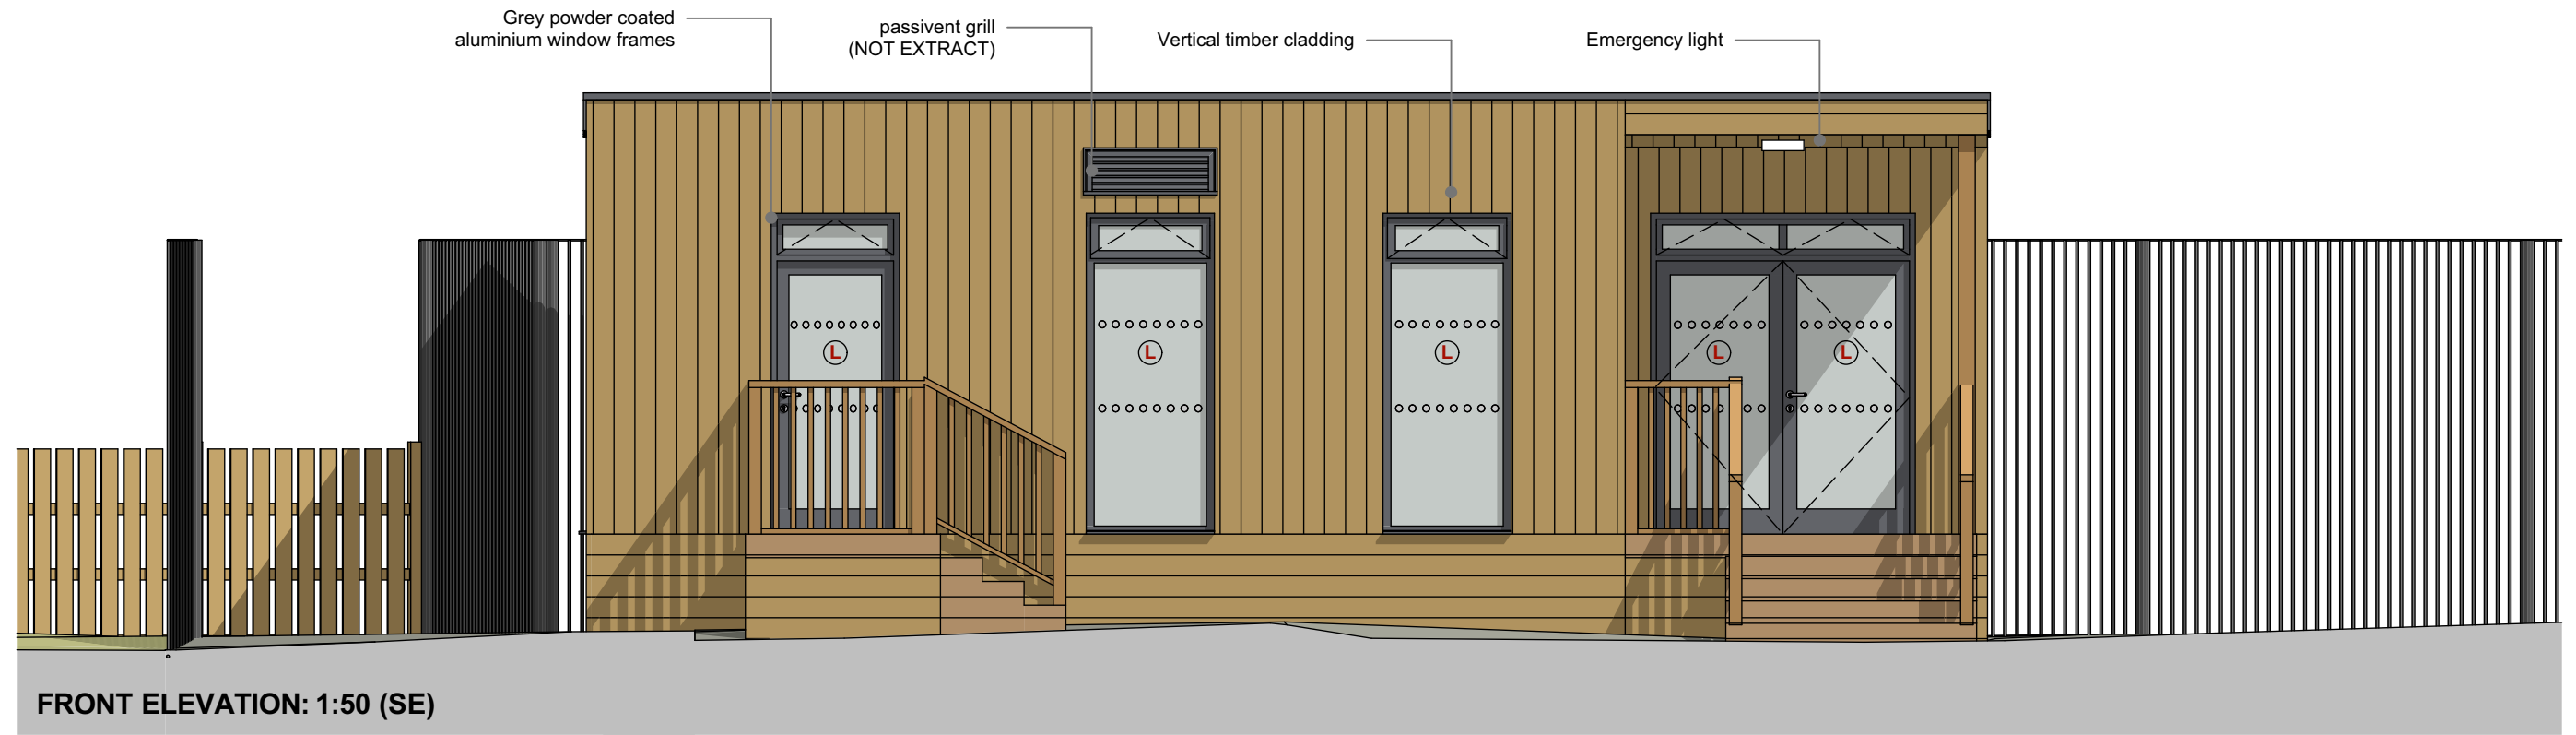 Grey powder coated
aluminium window frames
passivent grill
(NOT EXTRACT)
Vertical timber cladding
Emergency light
L
L
L
L
L
FRONT ELEVATION: 1:50 (SE)